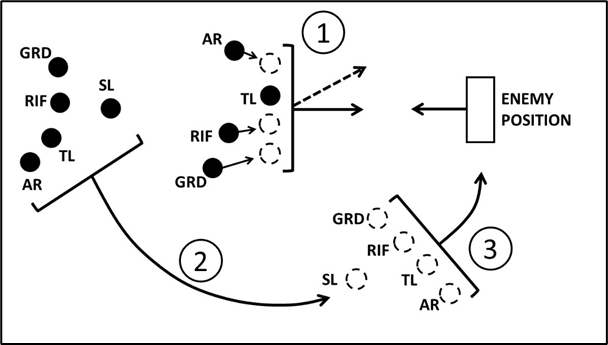 GRD
RIF
SL
TL
AR
AR
TL
RIF
GRD
1
ENEMY
POSITION
2
GRD
RIF
SL
TL
AR
3